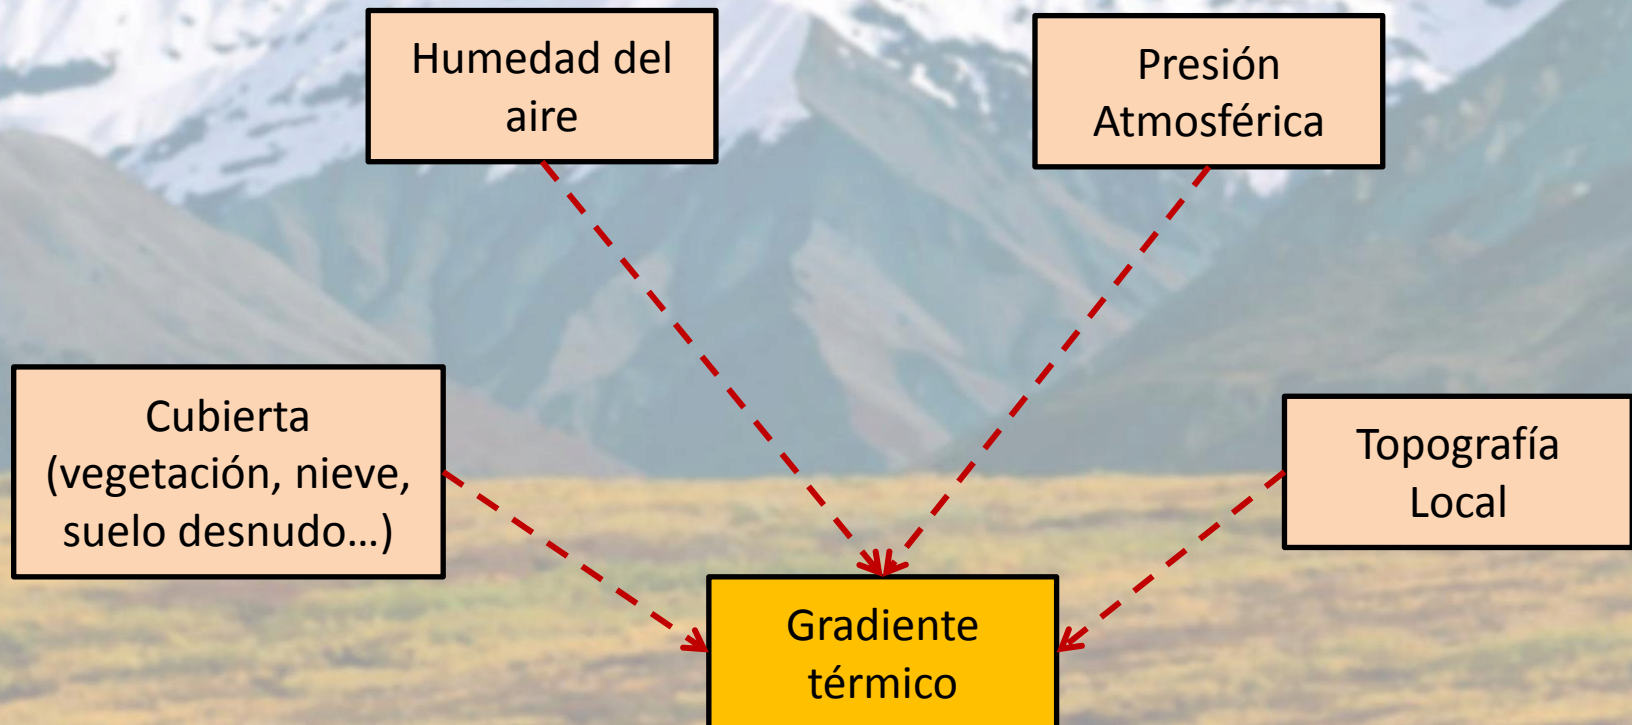 Humedad del
aire
Presión
Atmosférica
Cubierta
(vegetación, nieve,
suelo desnudo…)
Topografía
Local
Gradiente
térmico